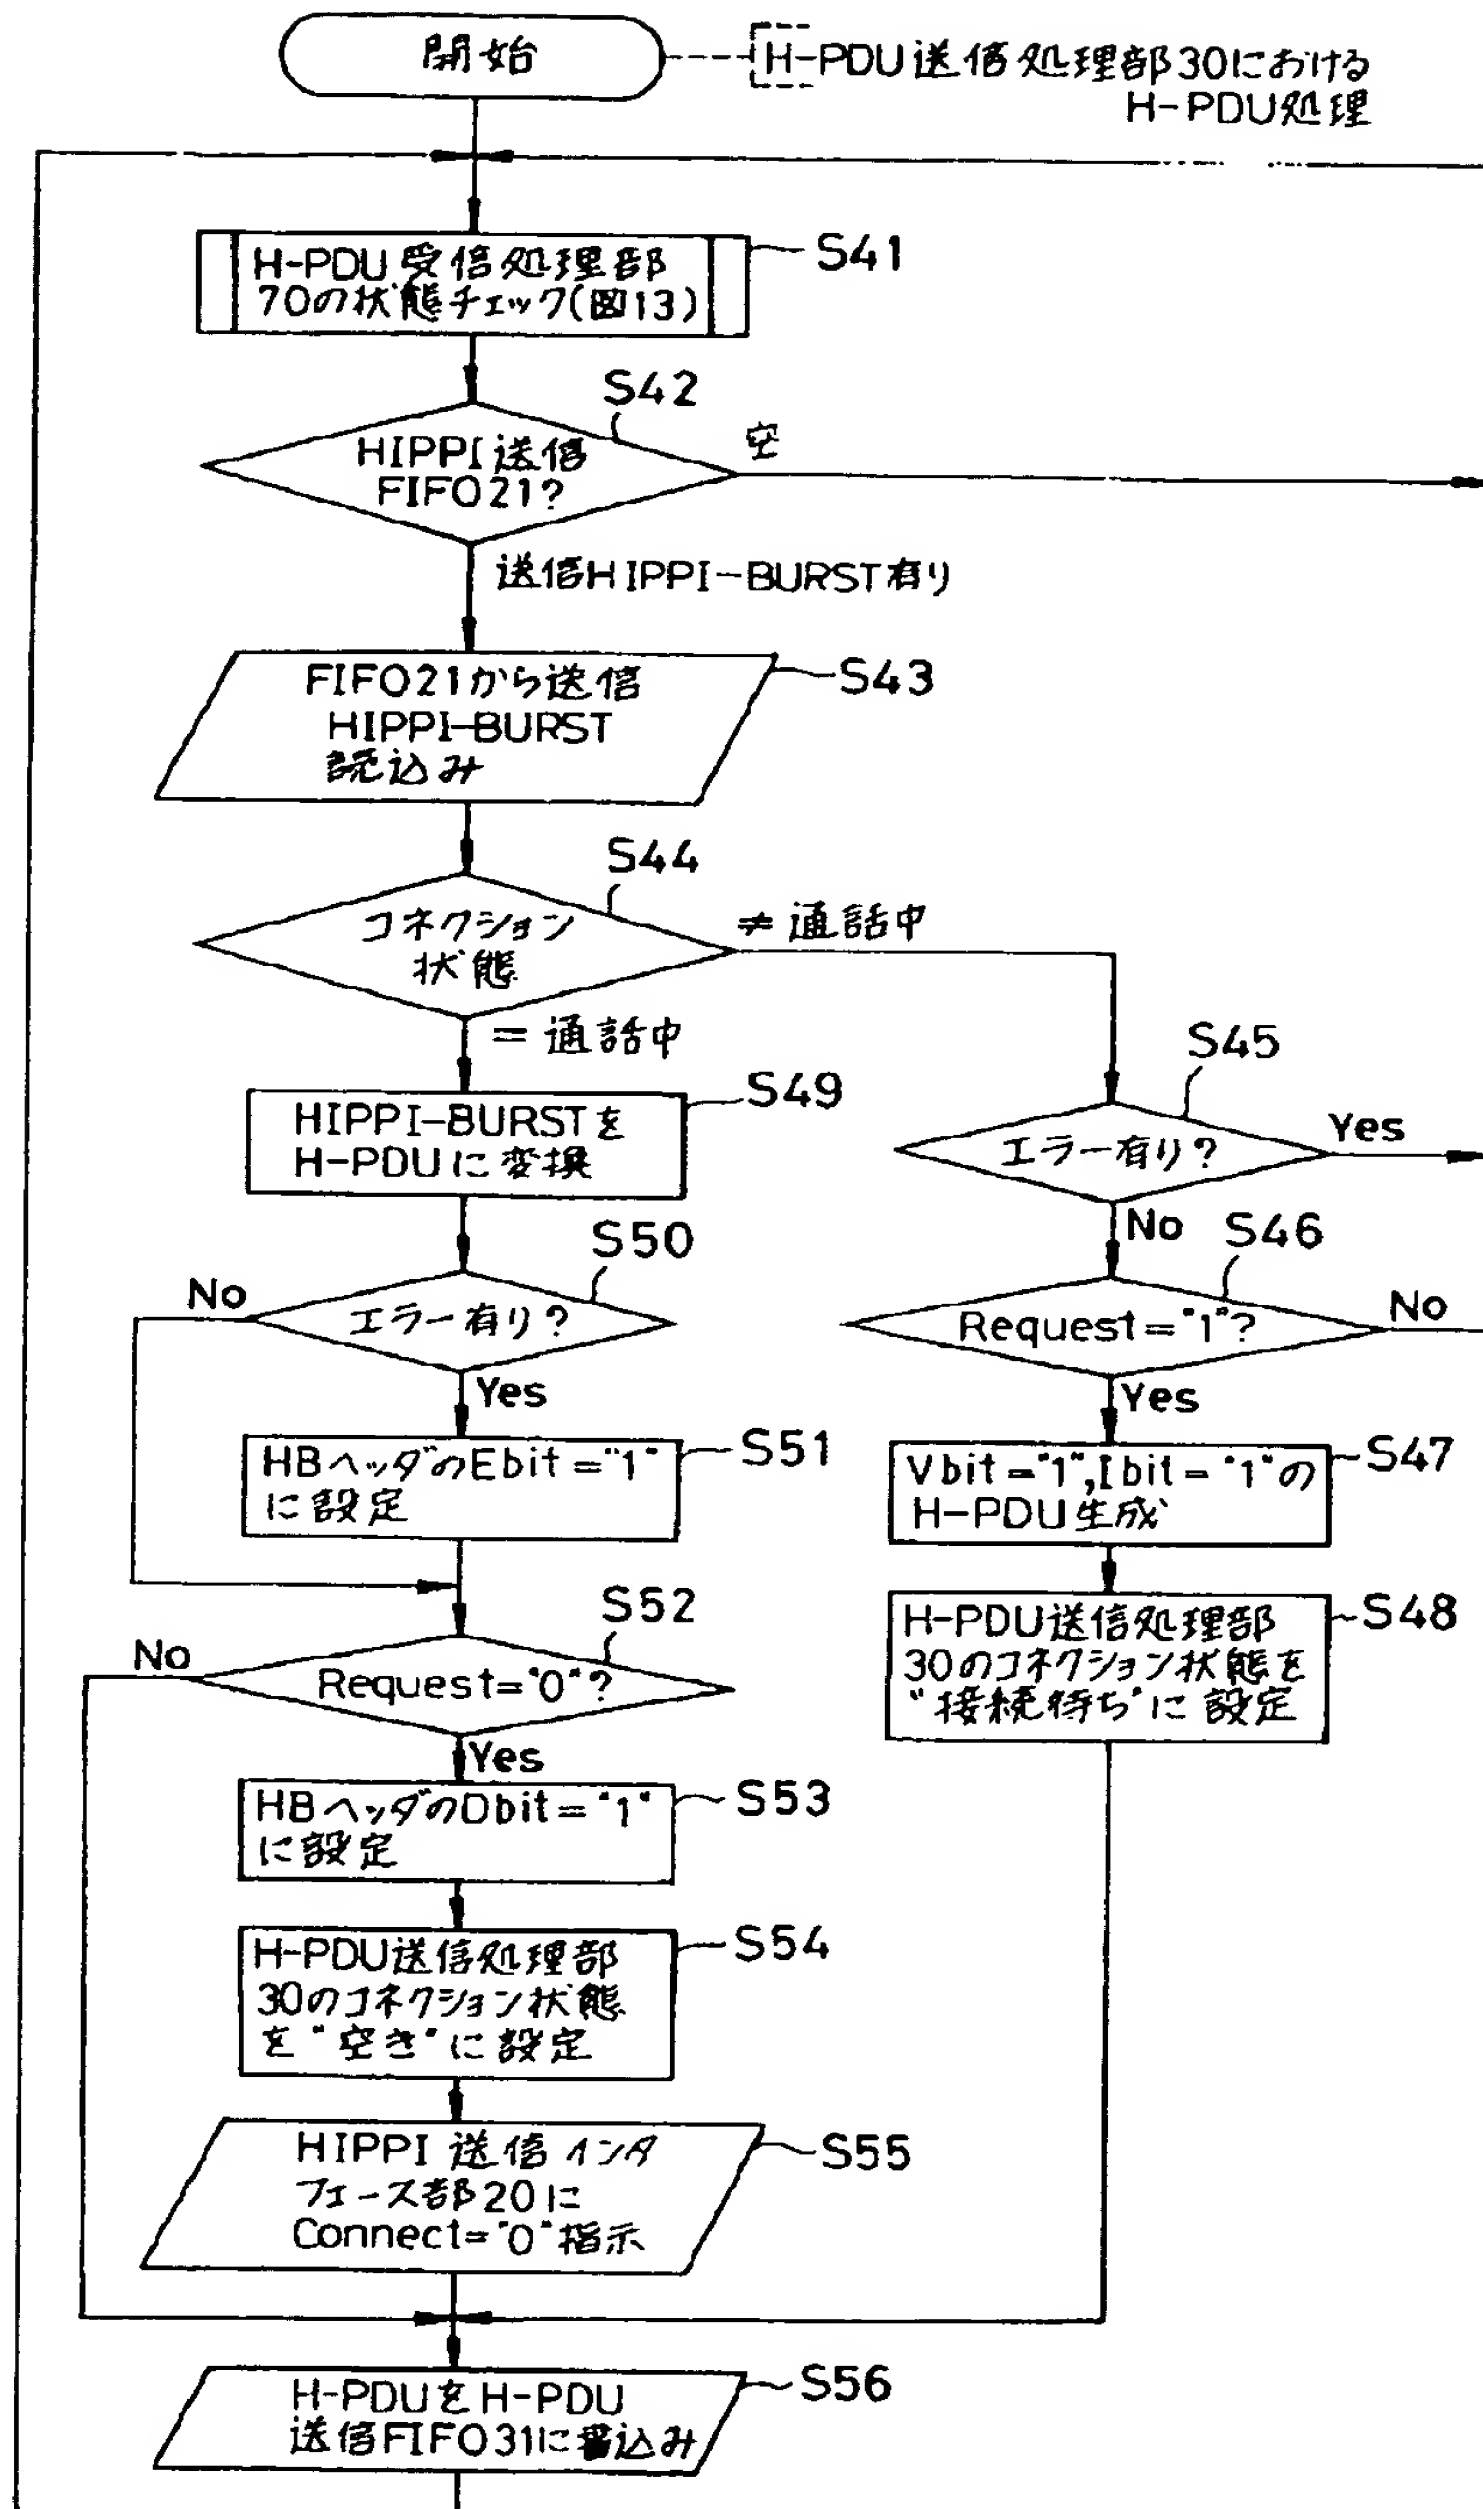 開始
H-PDU送信処理部30における
H-PDU処理
H-PDU受信処理部
70の状態チェック(図13)
S41
S42
HIPPI送信
FIFO21?
空
送信HIPPI-BURST有り
FIFO21から送信
HIPPI-BURST
読込み
S43
S44
コネクション
状態
≠通話中
=通話中
S45
エラー有り?
Yes
No
HIPPI-BURSTを
H-PDUに変換
S49
S46
Request="1"?
No
Yes
S50
エラー有り?
No
Yes
HBヘッダのEbit="1"
に設定
S51
Vbit="1",Ibit="1"の
H-PDU生成
S47
H-PDU送信処理部
30のコネクション状態を
"接続待ち"に設定
S48
S52
Request="0"?
No
Yes
HBヘッダのDbit="1"
に設定
S53
H-PDU送信処理部
30のコネクション状態
を"空き"に設定
S54
HIPPI送信インタ
フェース部20に
Connect="0"指示
S55
H-PDUをH-PDU
送信FIFO31に書込み
S56